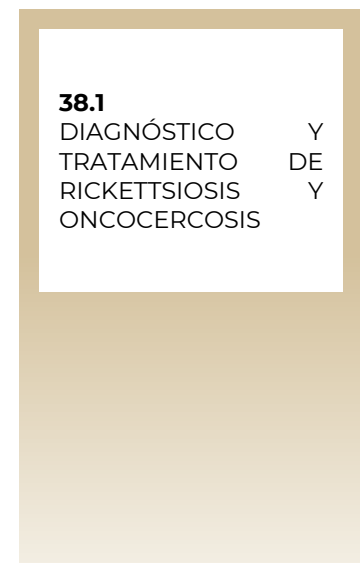 38.1
DIAGNÓSTICO Y
TRATAMIENTO DE
RICKETTSIOSIS Y
ONCOCERCOSIS